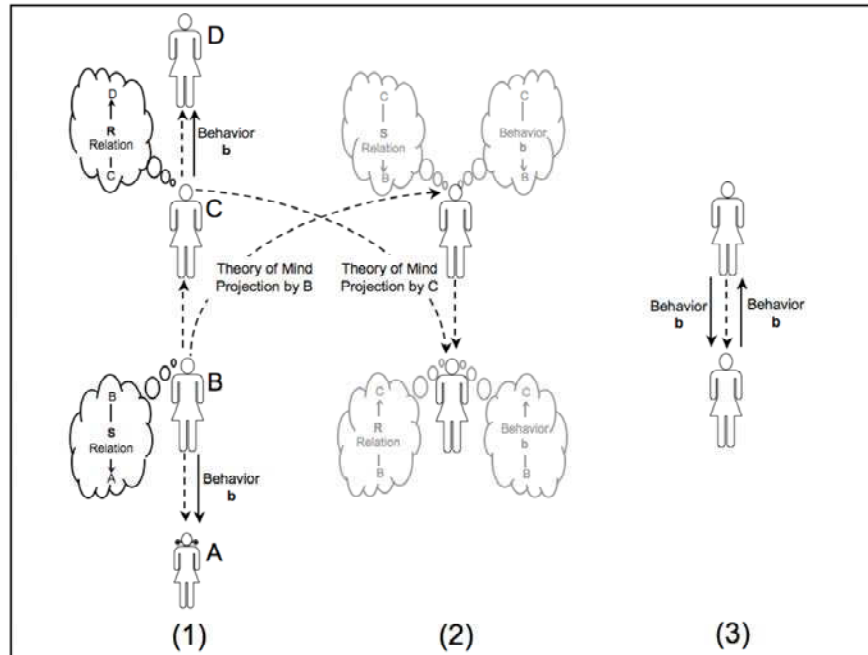 D
D
R
Relation
C
Behavior
b
C
C
S
Relation
B
C
Behavior
b
B
Theory of Mind
Projection by B
Theory of Mind
Projection by C
B
B
S
Relation
A
Behavior
b
A
C
R
Relation
B
C
Behavior
b
B
Behavior
b
Behavior
b
(1)
(2)
(3)